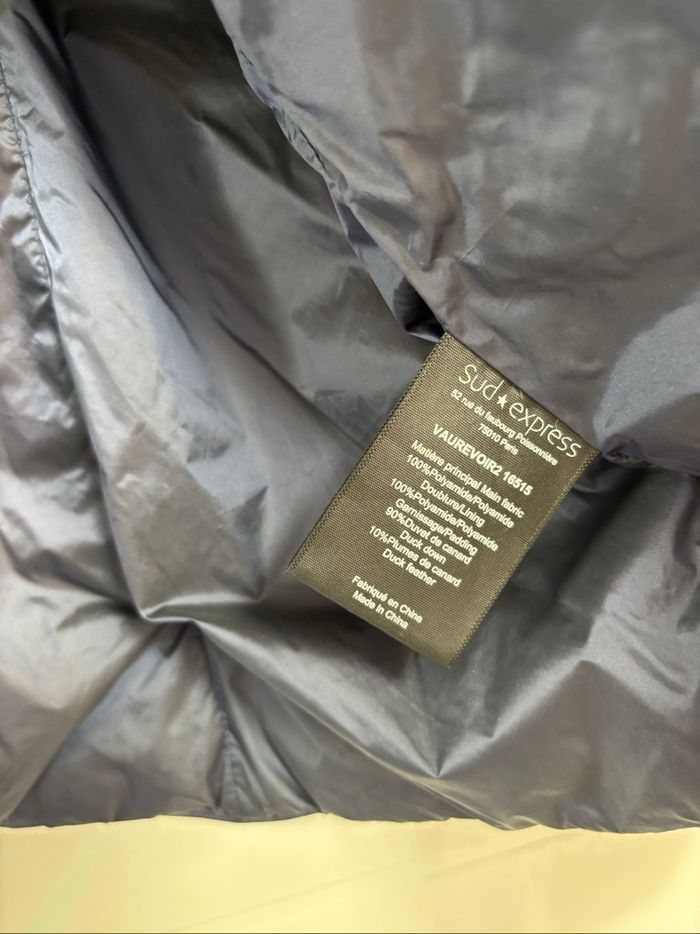 sud★express
52 rue du faubourg Poissonnière
75010 Paris
VAUREVOIR2 16515
Matière principal Main fabric
100%Polyamide/Polyamide
Doublure/Lining
100%Polyamide/Polyamide
Garnissage/Padding
90%Duvet de canard
Duck down
10%Plumes de canard
Duck feather
Fabriqué en Chine
Made in China